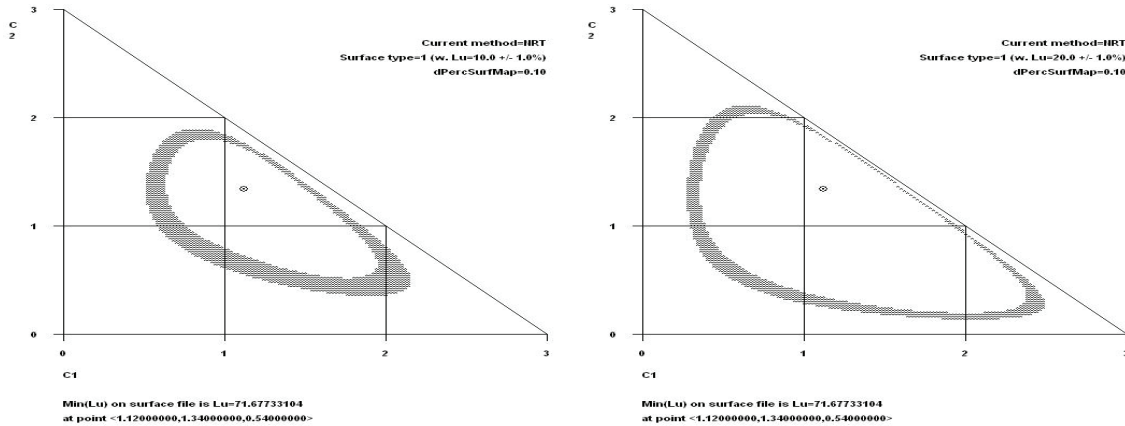 3
C
2
Current method=NRT
Surface type=1 (w. Lu=10.0 +/- 1.0%)
dPercSurfMap=0.10
2
1
0
0 1 2 3
C1
Min(Lu) on surface file is Lu=71.67733104
at point <1.12000000,1.34000000,0.54000000>
3
C
2
Current method=NRT
Surface type=1 (w. Lu=20.0 +/- 1.0%)
dPercSurfMap=0.10
2
1
0
0 1 2 3
C1
Min(Lu) on surface file is Lu=71.67733104
at point <1.12000000,1.34000000,0.54000000>